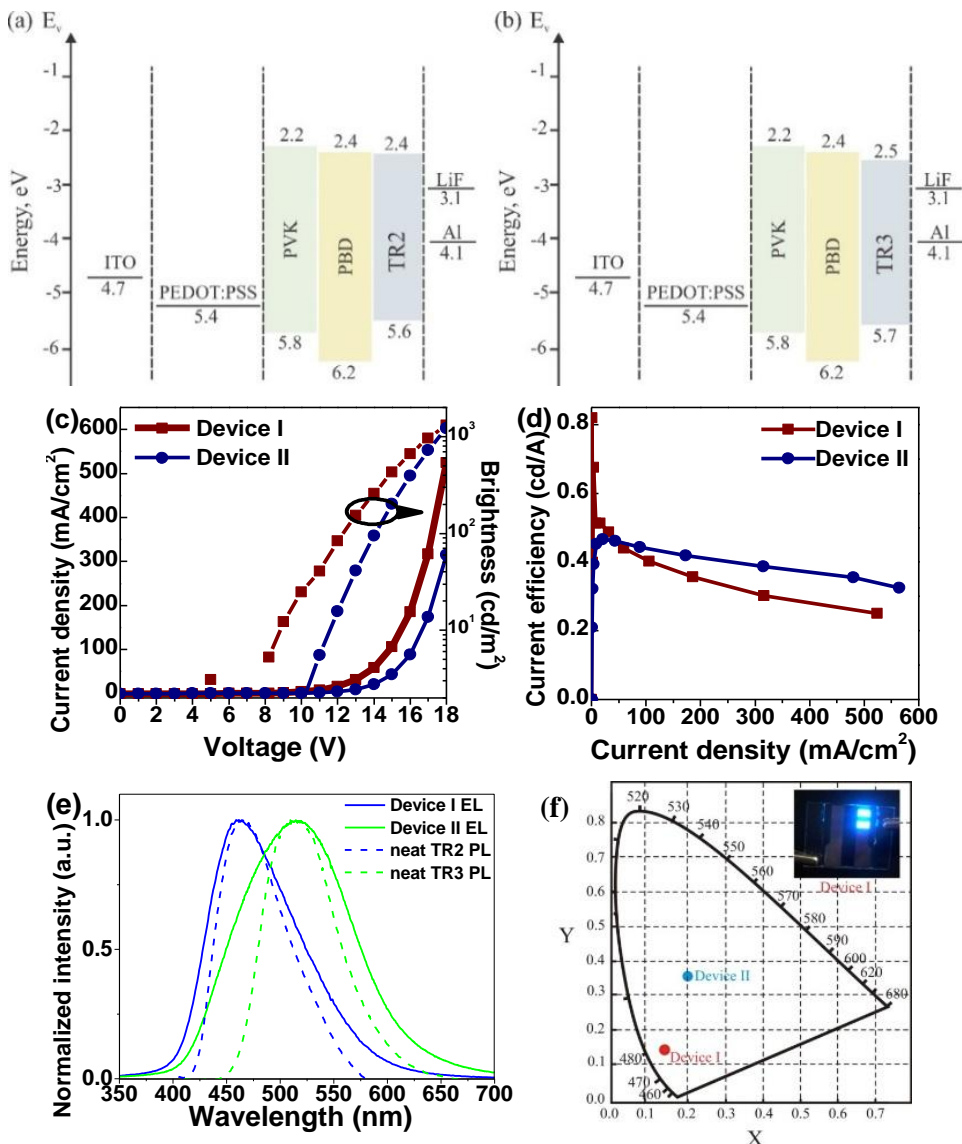 (a) E_v
Energy, eV
-1
-2
-3
-4
-5
-6
ITO
4.7
PEDOT:PSS
5.4
2.2
PVK
5.8
2.4
PBD
6.2
2.4
TR2
5.6
LiF
3.1
Al
4.1
(b) E_v
Energy, eV
-1
-2
-3
-4
-5
-6
ITO
4.7
PEDOT:PSS
5.4
2.2
PVK
5.8
2.4
PBD
6.2
2.5
TR3
5.7
LiF
3.1
Al
4.1
(c)
Device I
Device II
Current density (mA/cm²)
600
500
400
300
200
100
0
Brightness (cd/m²)
10³
10²
10¹
0 2 4 6 8 10 12 14 16 18
Voltage (V)
(d)
Device I
Device II
Current efficiency (cd/A)
0.8
0.6
0.4
0.2
0.0
0 100 200 300 400 500 600
Current density (mA/cm²)
(e)
Device I EL
Device II EL
neat TR2 PL
neat TR3 PL
Normalized intensity (a.u.)
1.0
0.5
0.0
350 400 450 500 550 600 650 700
Wavelength (nm)
(f)
Device I
Y
0.8
0.7
0.6
0.5
0.4
0.3
0.2
0.1
0.0
520
530
540
550
560
570
580
590
600
620
680
480
470
460
Device II
Device I
0.0 0.1 0.2 0.3 0.4 0.5 0.6 0.7
X